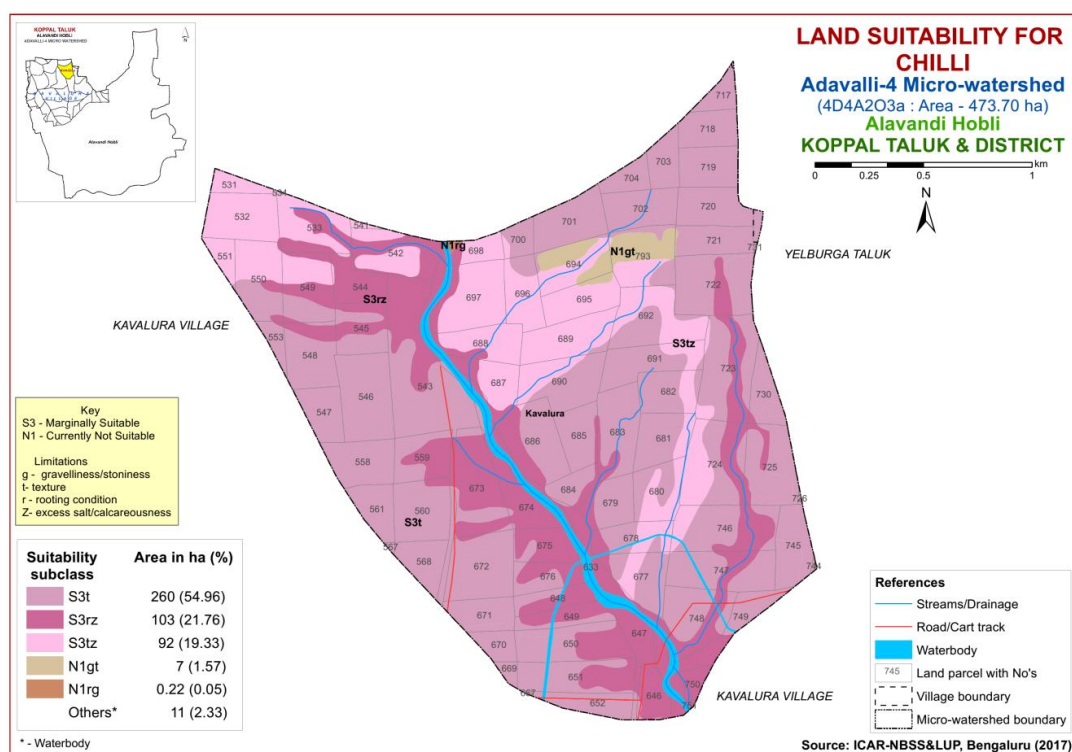 KOPPAL TALUK
ALAVANDI HOBLI
ADAVALLI-4 MICRO WATERSHED
N
Alavandi Hobli
LAND SUITABILITY FOR
CHILLI
Adavalli-4 Micro-watershed
(4D4A2O3a : Area - 473.70 ha)
Alavandi Hobli
KOPPAL TALUK & DISTRICT
km
0 0.25 0.5 1
N
717
718
703
719
704
531
534
702
720
532
541
701
533
700
721
731
N1rg
698
N1gt
551
542
694
793
YELBURGA TALUK
550
549
544
722
S3rz
697
696
695
KAVALURA VILLAGE
692
545
553
688
689
S3tz
548
691
723
543
687
690
682
730
546
547
Kavalura
683
686
685
681
558
559
724
725
673
684
680
561
560
674
679
726
S3t
746
567
675
678
745
568
672
633
744
676
677
747
648
671
649
748
749
647
670
650
669
651
750
667
652
646
751
KAVALURA VILLAGE
Key
S3 - Marginally Suitable
N1 - Currently Not Suitable
Limitations
g - gravelliness/stoniness
t- texture
r - rooting condition
Z- excess salt/calcareousness
Suitability subclass Area in ha (%)
S3t 260 (54.96)
S3rz 103 (21.76)
S3tz 92 (19.33)
N1gt 7 (1.57)
N1rg 0.22 (0.05)
Others* 11 (2.33)
* - Waterbody
References
Streams/Drainage
Road/Cart track
Waterbody
745 Land parcel with No's
Village boundary
Micro-watershed boundary
Source: ICAR-NBSS&LUP, Bengaluru (2017)